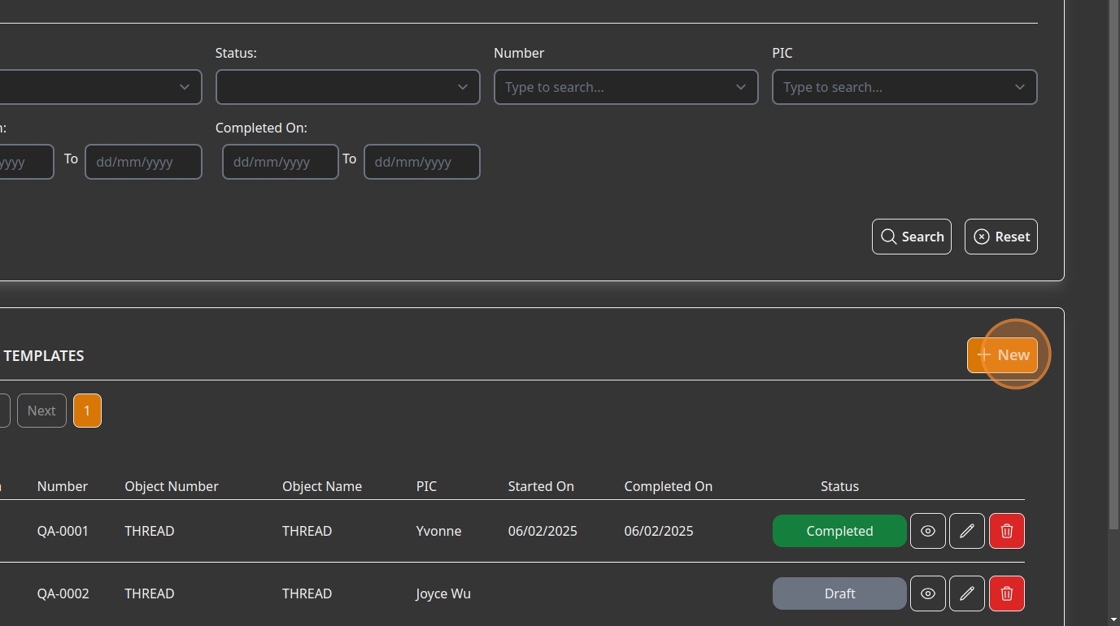 Status:
Number
PIC
Type to search...
Type to search...
Completed On:
To
dd/mm/yyyy
dd/mm/yyyy
To
dd/mm/yyyy
Search
Reset
TEMPLATES
New
Next
1
Number
Object Number
Object Name
PIC
Started On
Completed On
Status
QA-0001
THREAD
THREAD
Yvonne
06/02/2025
06/02/2025
Completed
QA-0002
THREAD
THREAD
Joyce Wu
Draft